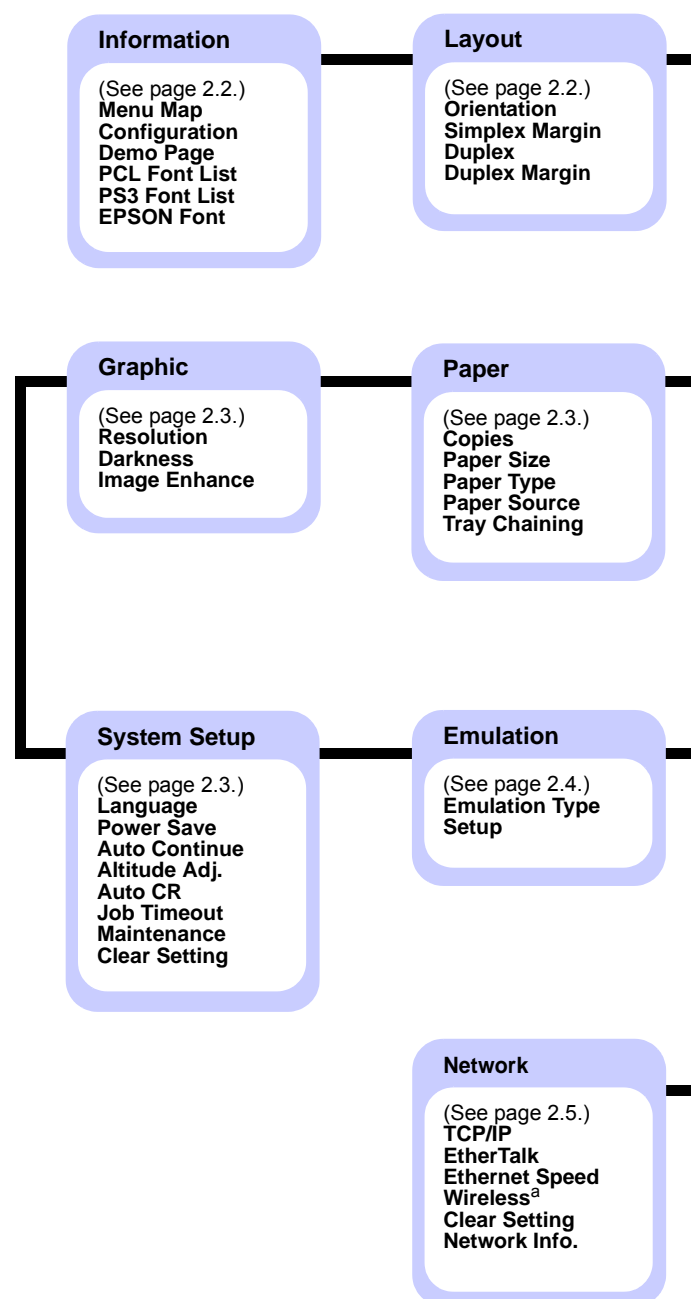 Information
(See page 2.2.)
Menu Map
Configuration
Demo Page
PCL Font List
PS3 Font List
EPSON Font
Layout
(See page 2.2.)
Orientation
Simplex Margin
Duplex
Duplex Margin
Graphic
(See page 2.3.)
Resolution
Darkness
Image Enhance
Paper
(See page 2.3.)
Copies
Paper Size
Paper Type
Paper Source
Tray Chaining
System Setup
(See page 2.3.)
Language
Power Save
Auto Continue
Altitude Adj.
Auto CR
Job Timeout
Maintenance
Clear Setting
Emulation
(See page 2.4.)
Emulation Type
Setup
Network
(See page 2.5.)
TCP/IP
EtherTalk
Ethernet Speed
Wirelessa
Clear Setting
Network Info.